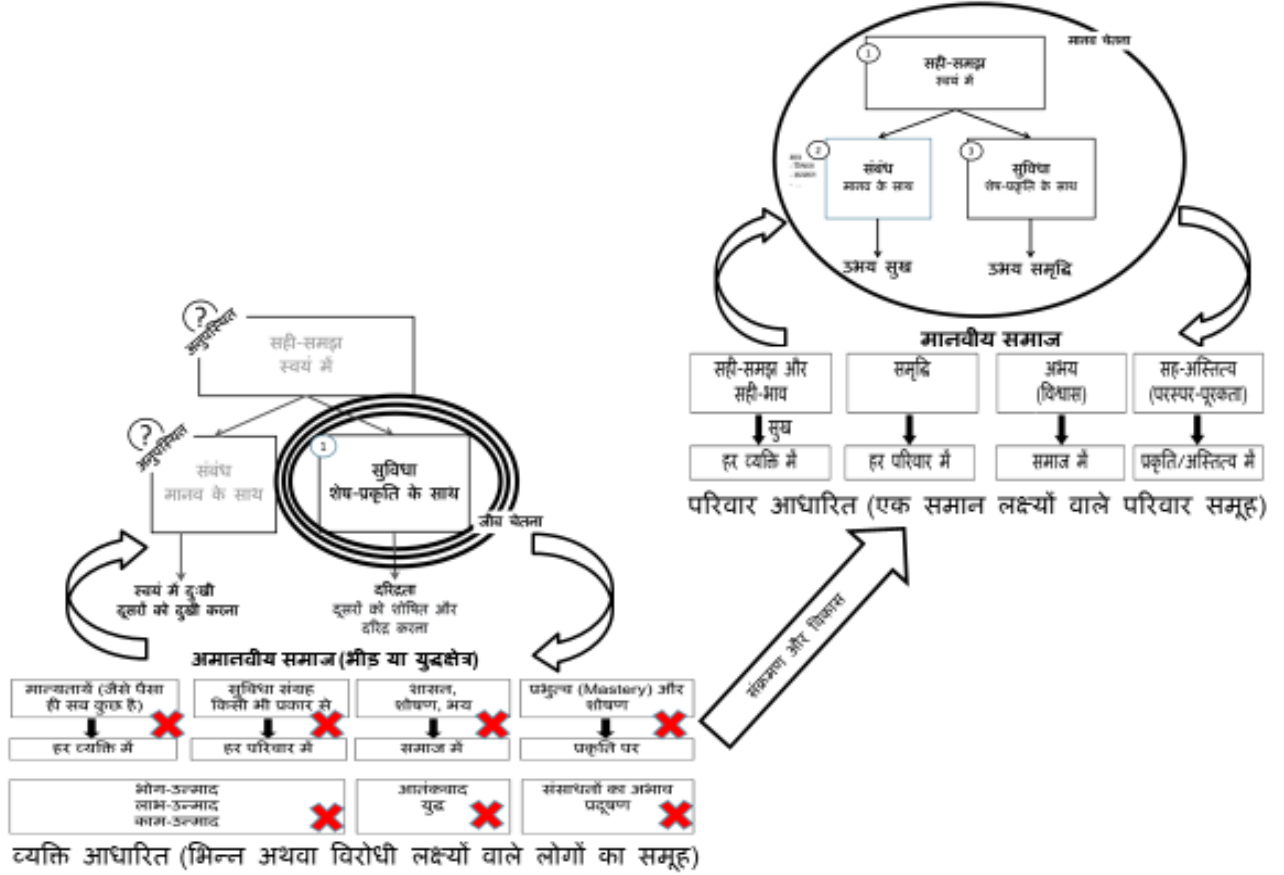 मानव चेतना
1
सही-समझ
स्वयं में
2
संबंध
मानव के साथ
3
सुविधा
शेष-प्रकृति के साथ
उभय सुख
उभय समृद्धि
मानवीय समाज
सही-समझ और
सही-भाव
समृद्धि
अभय
(विश्वास)
सह-अस्तित्व
(परस्पर-पूरकता)
सुख
हर व्यक्ति में
हर परिवार में
समाज में
प्रकृति/अस्तित्व में
परिवार आधारित (एक समान लक्ष्यों वाले परिवार समूह)
?
अनुपस्थित
सही-समझ
स्वयं में
?
अनुपस्थित
संबंध
मानव के साथ
1
सुविधा
शेष-प्रकृति के साथ
जीव चेतना
स्वयं में दुःखी
दूसरों को दुखी करना
दरिद्रता
दूसरों को शोषित और
दरिद्र करना
अमानवीय समाज (भीड़ या युद्धक्षेत्र)
मान्यतायें (जैसे पैसा
ही सब कुछ है)
सुविधा संग्रह
किसी भी प्रकार से
शासन,
शोषण, भय
प्रभुत्व (Mastery) और
शोषण
हर व्यक्ति में
हर परिवार में
समाज में
प्रकृति पर
भोग-उन्माद
लाभ-उन्माद
काम-उन्माद
आतंकवाद
युद्ध
संसाधनों का अभाव
प्रदूषण
व्यक्ति आधारित (भिन्न अथवा विरोधी लक्ष्यों वाले लोगों का समूह)
संक्रमण और विकास